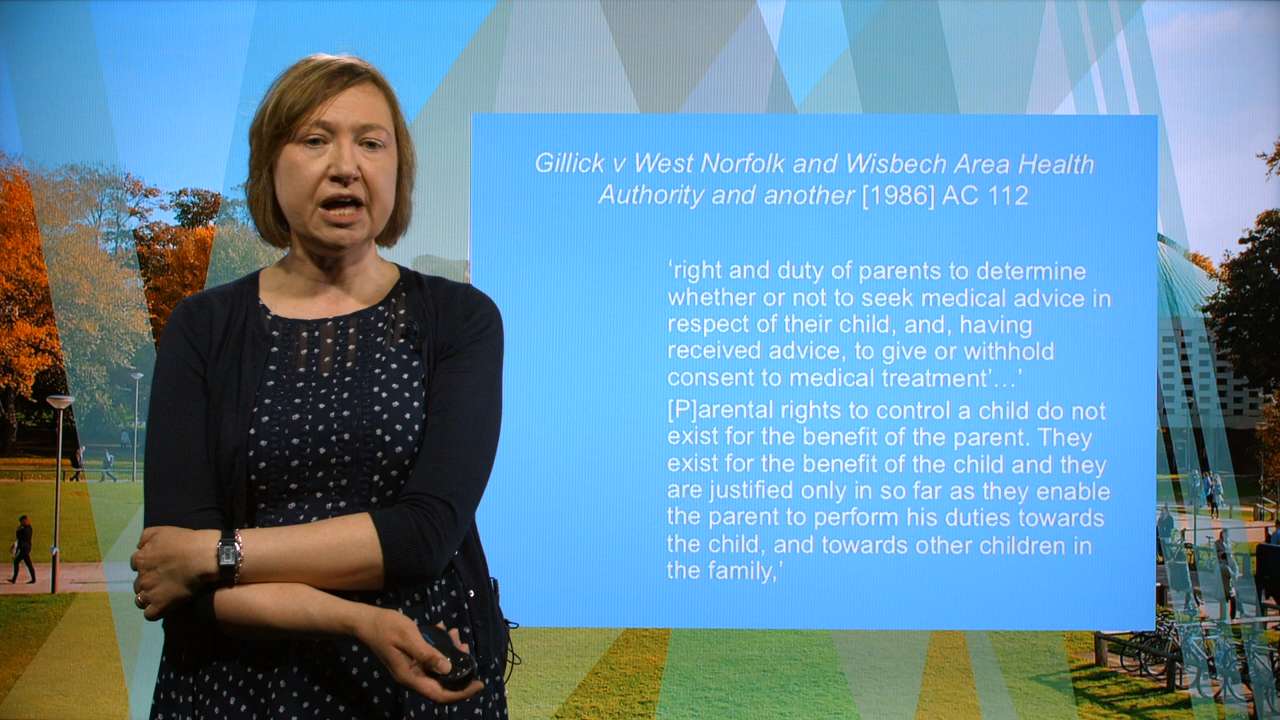 Gillick v West Norfolk and Wisbech Area Health
Authority and another [1986] AC 112
‘right and duty of parents to determine
whether or not to seek medical advice in
respect of their child, and, having
received advice, to give or withhold
consent to medical treatment’…’
[P]arental rights to control a child do not
exist for the benefit of the parent. They
exist for the benefit of the child and they
are justified only in so far as they enable
the parent to perform his duties towards
the child, and towards other children in
the family,’